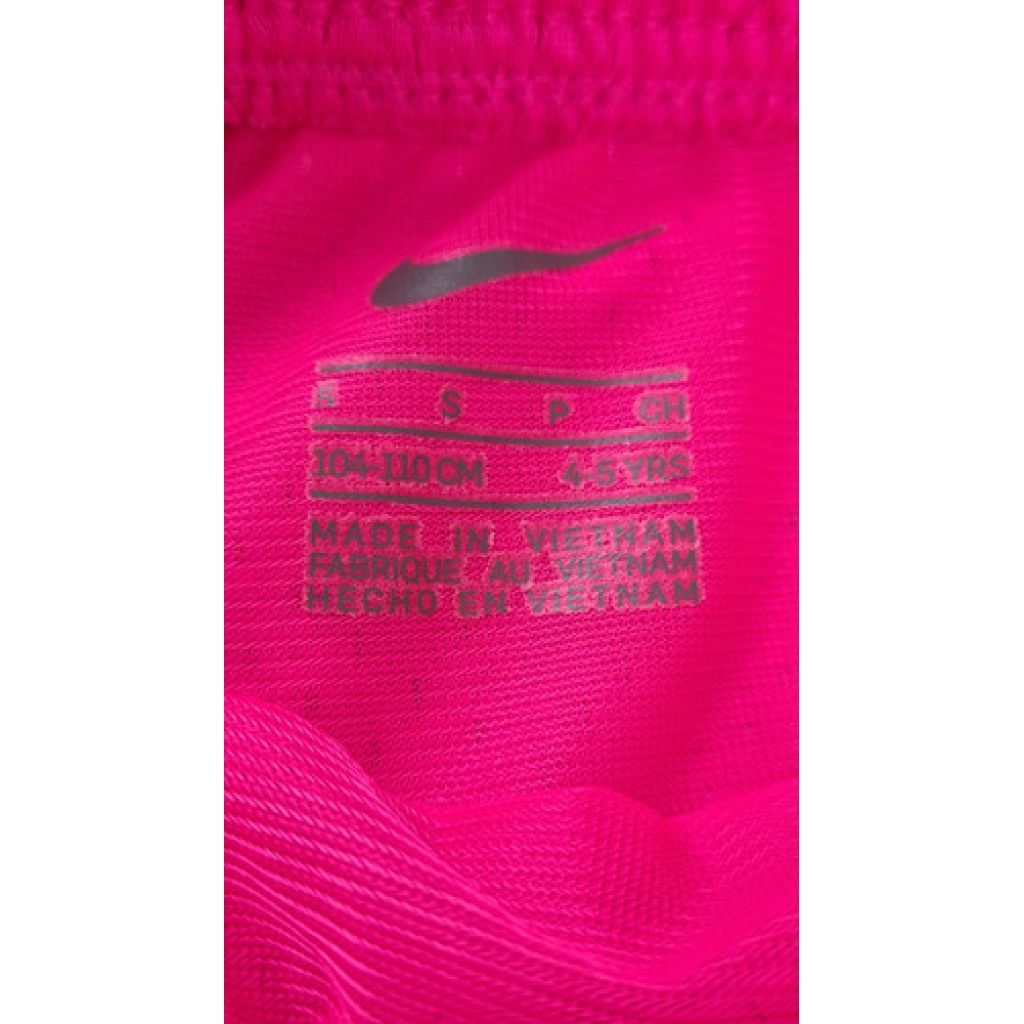 S S P CH
104-110 CM 4-5 YRS
MADE IN VIETNAM
FABRIQUE AU VIETNAM
HECHO EN VIETNAM